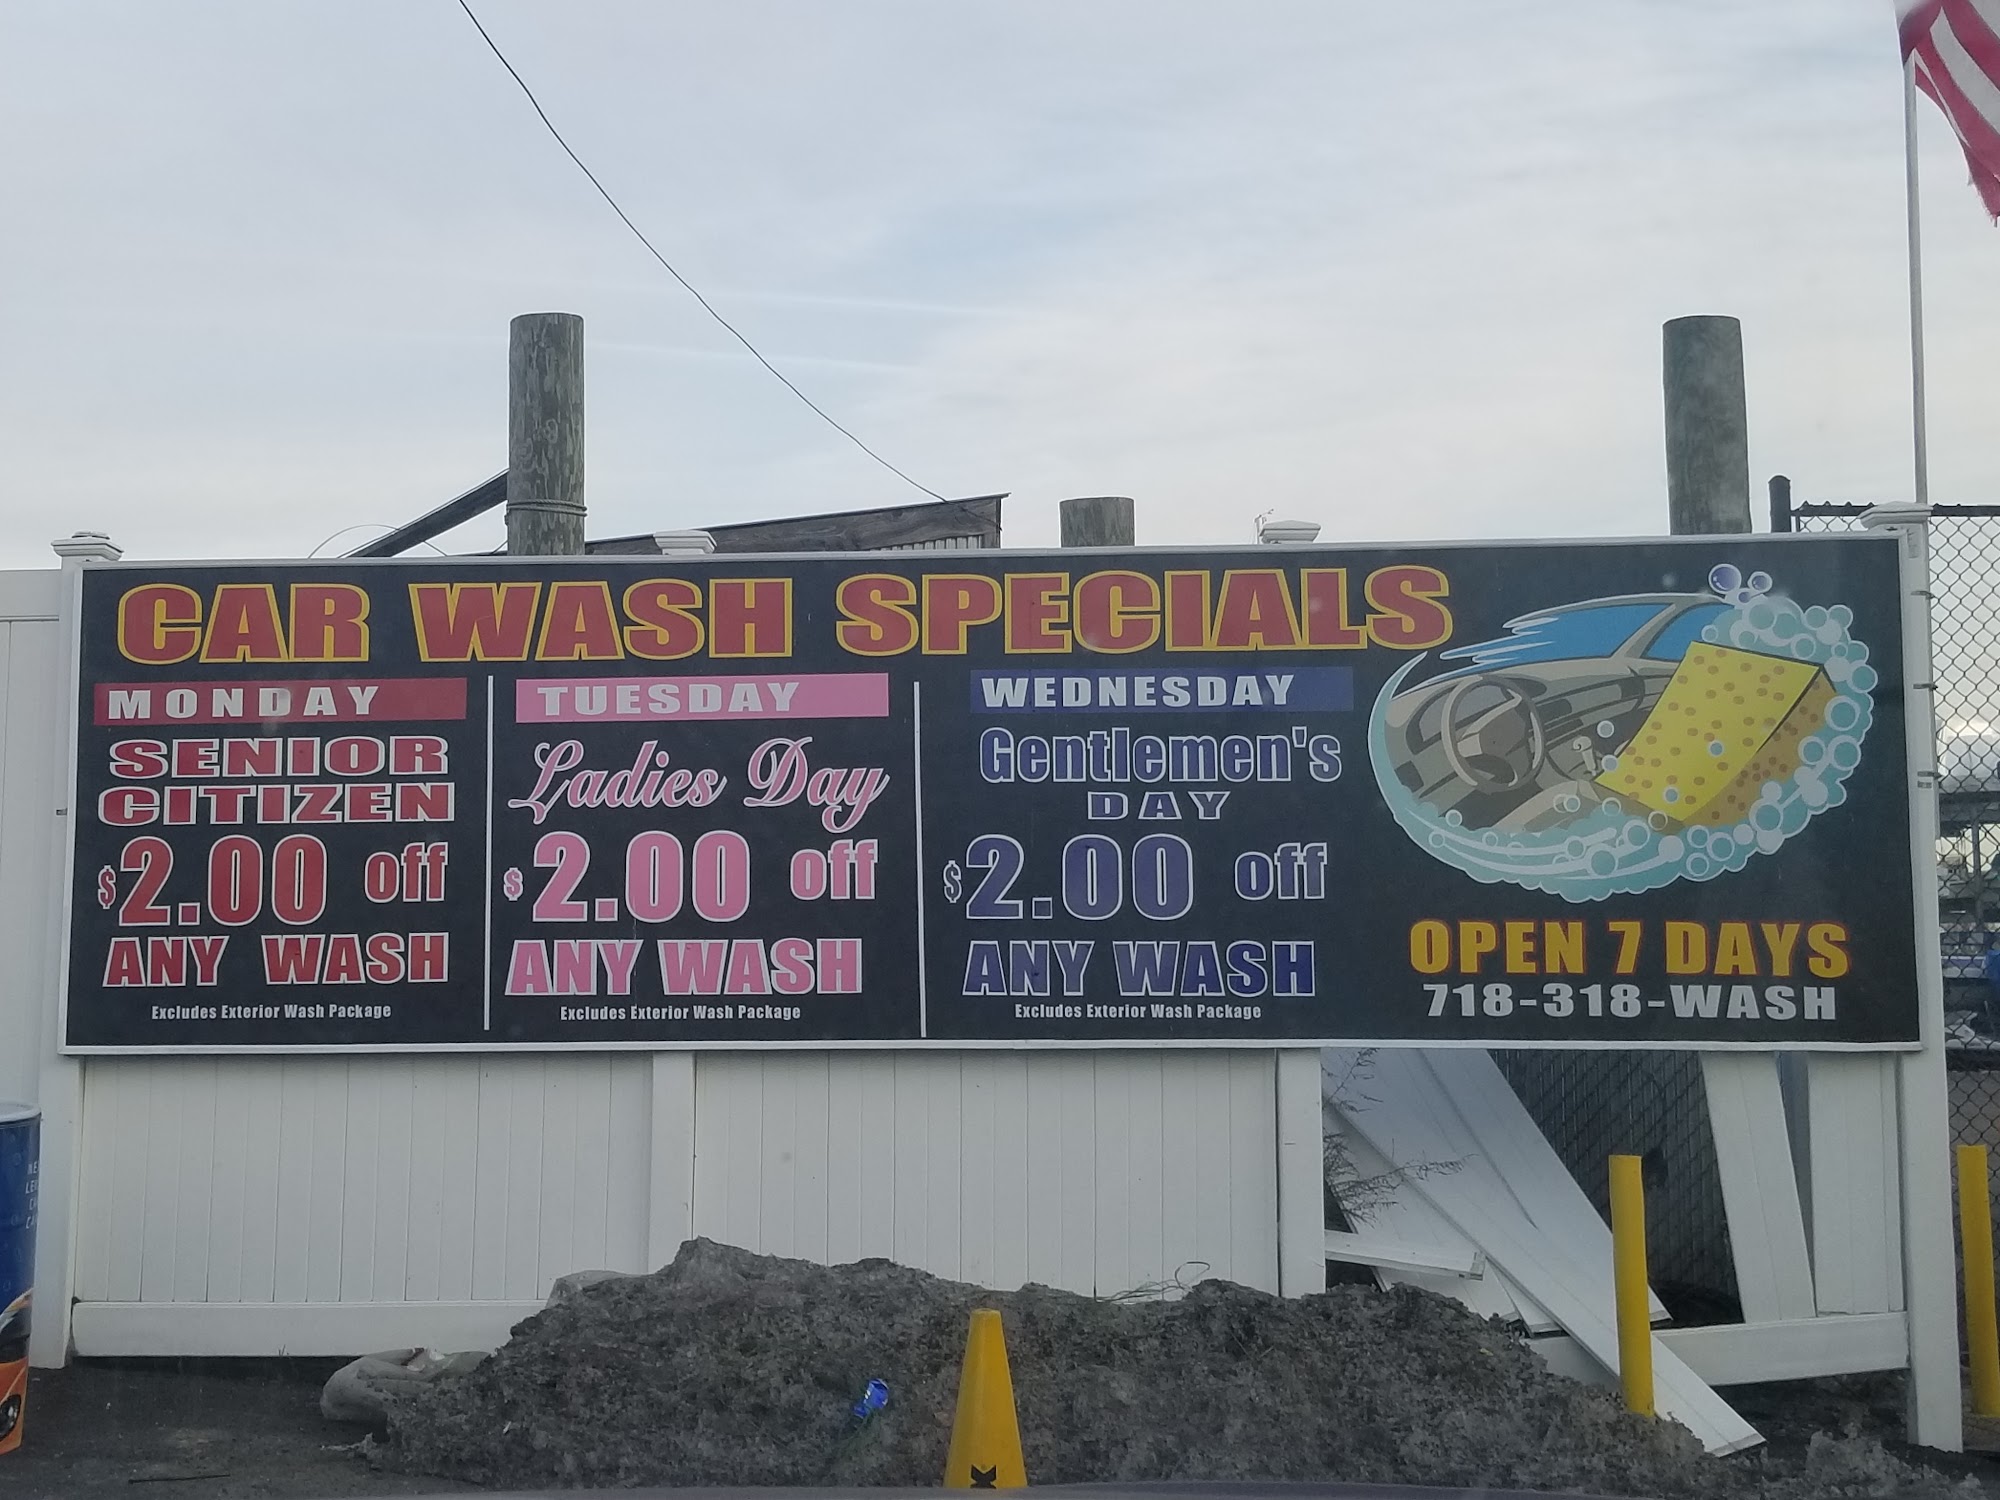 CAR WASH SPECIALS
MONDAY
SENIOR
CITIZEN
$2.00 off
ANY WASH
Excludes Exterior Wash Package
TUESDAY
Ladies Day
$2.00 off
ANY WASH
Excludes Exterior Wash Package
WEDNESDAY
Gentlemen's
DAY
$2.00 off
ANY WASH
Excludes Exterior Wash Package
OPEN 7 DAYS
718-318-WASH